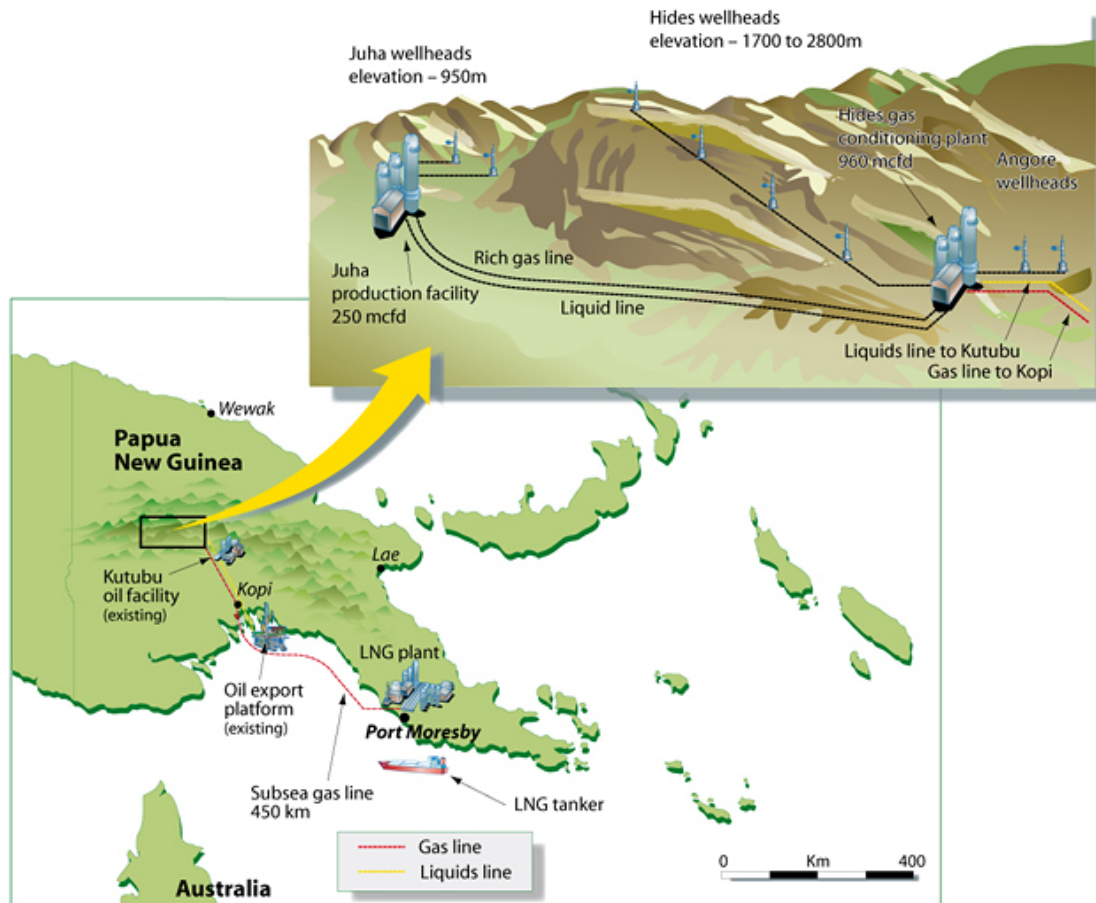 Juha wellheads
elevation – 950m
Hides wellheads
elevation – 1700 to 2800m
Hides gas
conditioning plant
960 mcfd
Angore
wellheads
Rich gas line
Liquid line
Juha
production facility
250 mcfd
Liquids line to Kutubu
Gas line to Kopi
Wewak
Papua
New Guinea
Lae
Kutubu
oil facility
(existing)
Kopi
LNG plant
Oil export
platform
(existing)
Port Moresby
Subsea gas line
450 km
LNG tanker
Gas line
Liquids line
0 Km 400
Australia